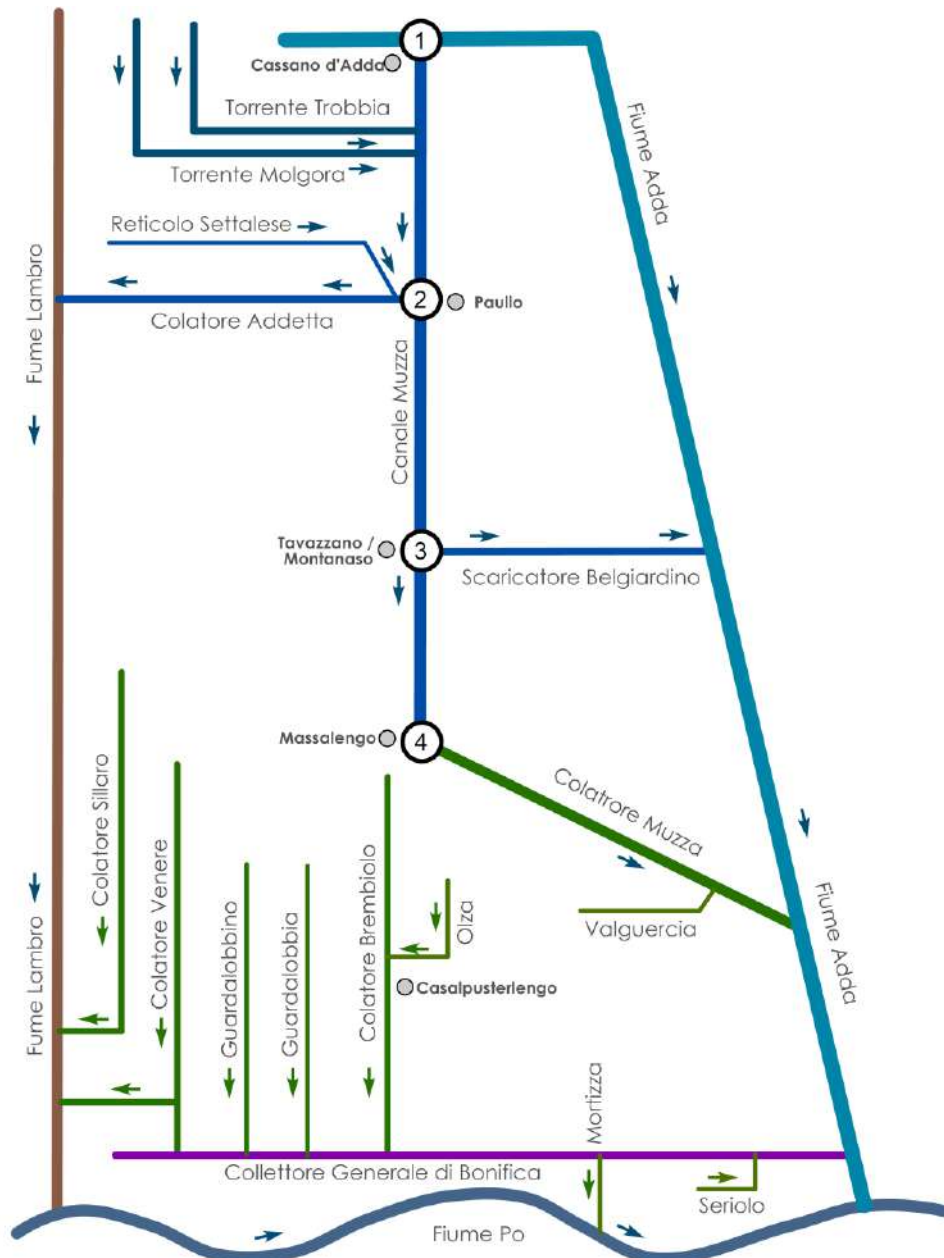 1
Cassano d'Adda
Torrente Trobbia
Torrente Molgora
Fiume Adda
Reticolo Settalese
Fume Lambro
2
Paullo
Colatore Addetta
Canale Muzza
Tavazzano /
Montanaso
3
Scaricatore Belgiardino
Massalengo
4
Colatrore Muzza
Colatore Sillaro
Colatore Venere
Guardalobbino
Guardalobbia
Colatore Brembiolo
Olza
Valguercia
Fiume Adda
Fume Lambro
Casalpusterlengo
Mortizza
Collettore Generale di Bonifica
Seriolo
Fiume Po